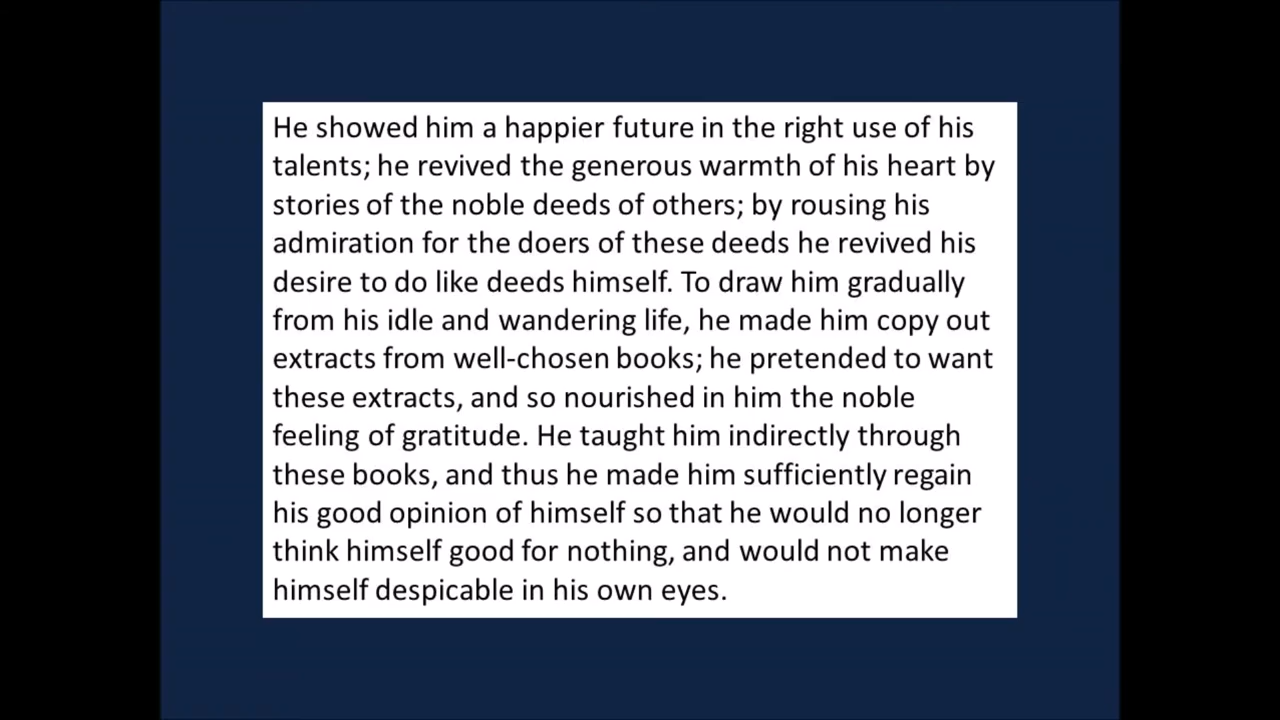 He showed him a happier future in the right use of his
talents; he revived the generous warmth of his heart by
stories of the noble deeds of others; by rousing his
admiration for the doers of these deeds he revived his
desire to do like deeds himself. To draw him gradually
from his idle and wandering life, he made him copy out
extracts from well-chosen books; he pretended to want
these extracts, and so nourished in him the noble
feeling of gratitude. He taught him indirectly through
these books, and thus he made him sufficiently regain
his good opinion of himself so that he would no longer
think himself good for nothing, and would not make
himself despicable in his own eyes.